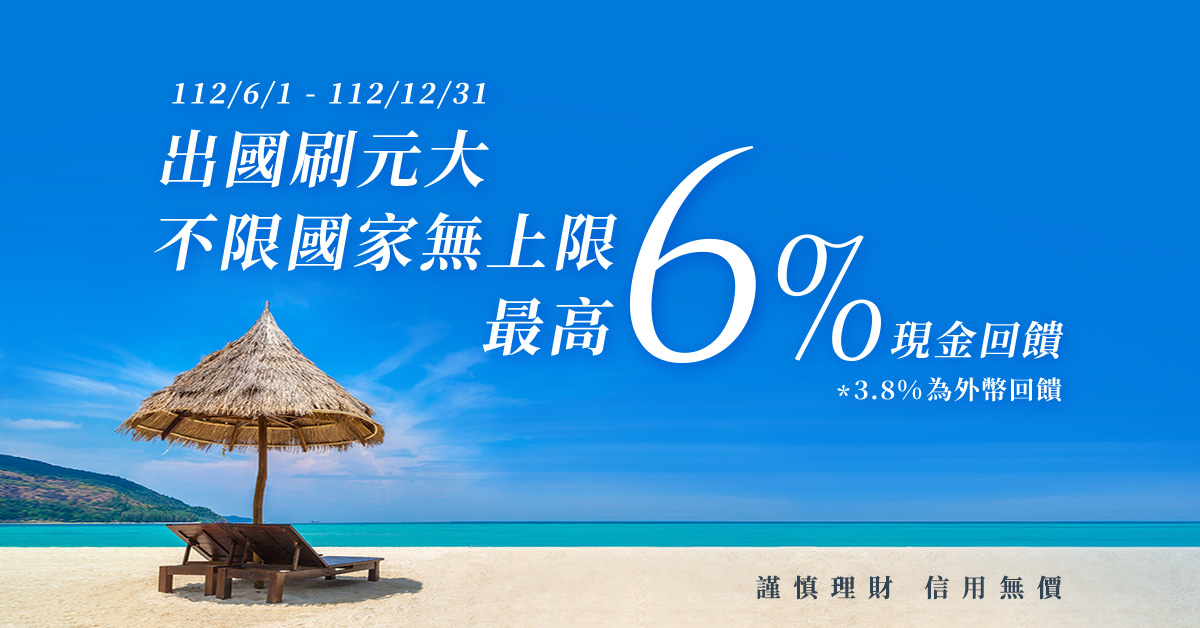 112/6/1 - 112/12/31
出國刷元大
不限國家無上限
最高6%現金回饋
*3.8%為外幣回饋
謹慎理財 信用無價